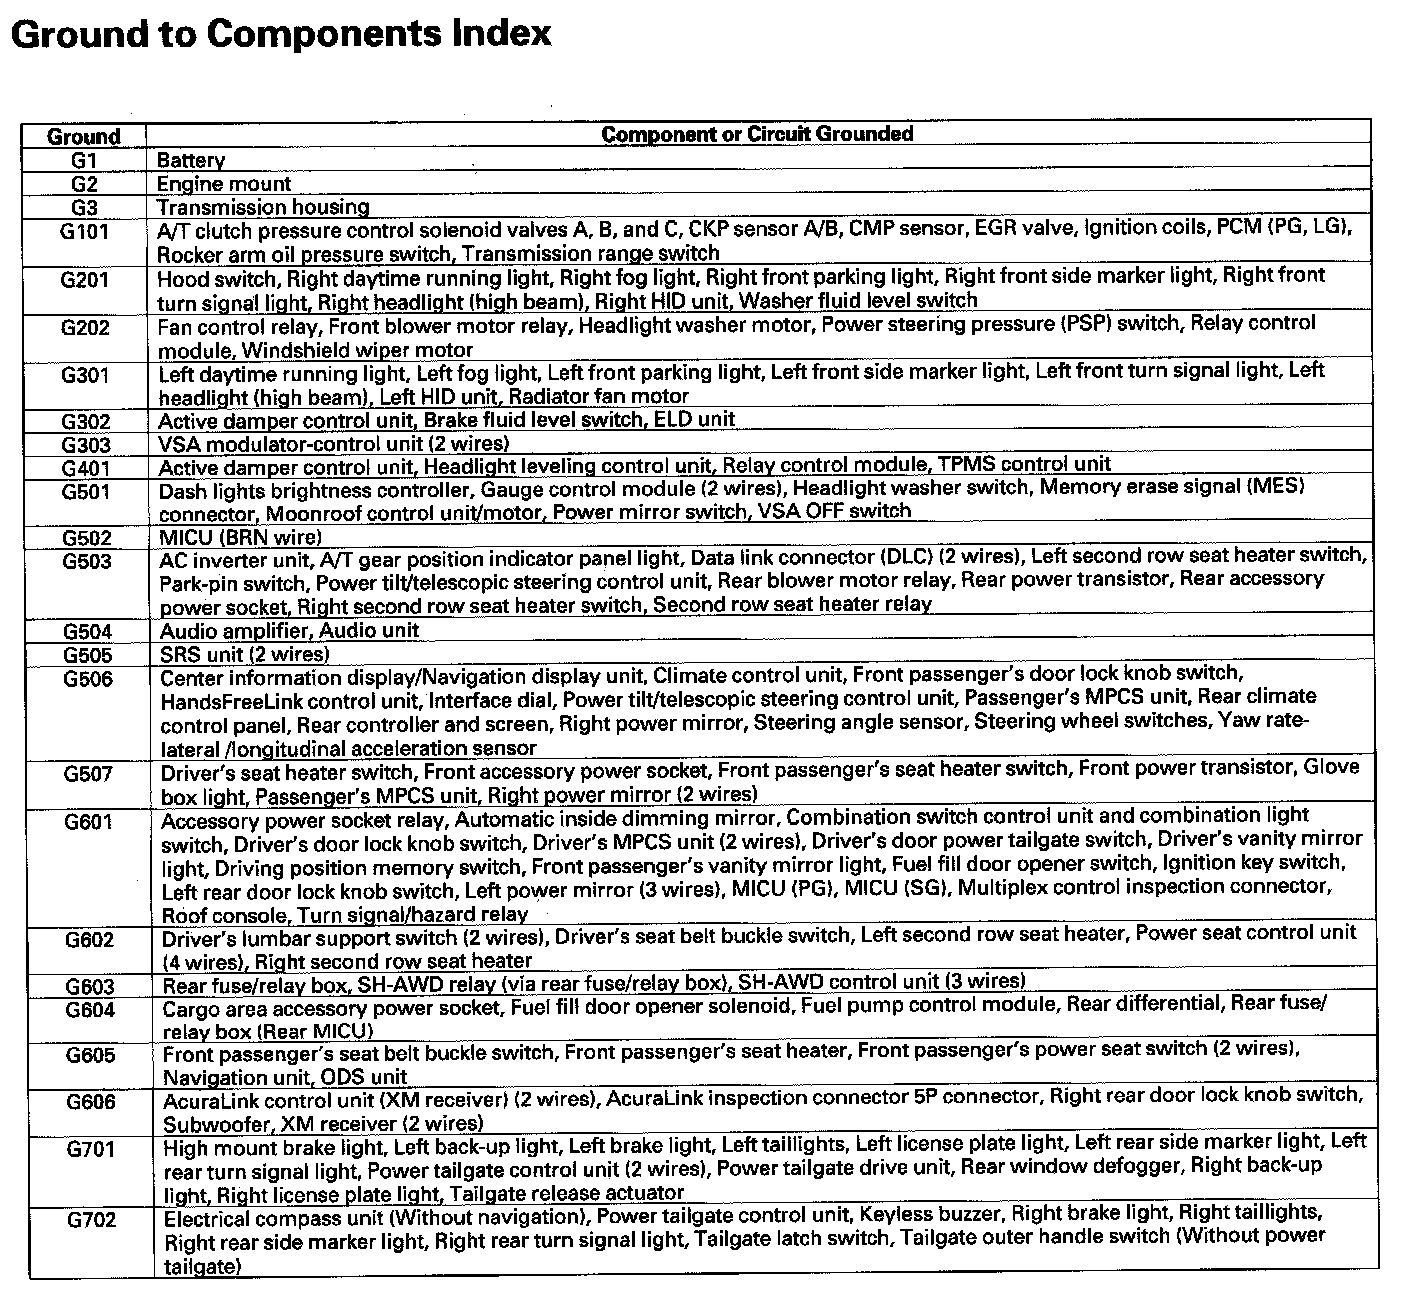 Ground to Components Index
Ground Component or Circuit Grounded
G1 Battery
G2 Engine mount
G3 Transmission housing
G101 A/T clutch pressure control solenoid valves A, B, and C, CKP sensor A/B, CMP sensor, EGR valve, Ignition coils, PCM (PG, LG),
Rocker arm oil pressure switch, Transmission range switch
G201 Hood switch, Right daytime running light, Right fog light, Right front parking light, Right front side marker light, Right front
turn signal light, Right headlight (high beam), Right HID unit, Washer fluid level switch
G202 Fan control relay, Front blower motor relay, Headlight washer motor, Power steering pressure (PSP) switch, Relay control
module, Windshield wiper motor
G301 Left daytime running light, Left fog light, Left front parking light, Left front side marker light, Left front turn signal light, Left
headlight (high beam), Left HID unit, Radiator fan motor
G302 Active damper control unit, Brake fluid level switch, ELD unit
G303 VSA modulator-control unit (2 wires)
G401 Active damper control unit, Headlight leveling control unit, Relay control module, TPMS control unit
G501 Dash lights brightness controller, Gauge control module (2 wires), Headlight washer switch, Memory erase signal (MES)
connector, Moonroof control unit/motor, Power mirror switch, VSA OFF switch
G502 MICU (BRN wire)
G503 AC inverter unit, A/T gear position indicator panel light, Data link connector (DLC) (2 wires), Left second row seat heater switch,
Park-pin switch, Power tilt/telescopic steering control unit, Rear blower motor relay, Rear power transistor, Rear accessory
power socket, Right second row seat heater switch, Second row seat heater relay
G504 Audio amplifier, Audio unit
G505 SRS unit (2 wires)
G506 Center information display/Navigation display unit, Climate control unit, Front passenger's door lock knob switch,
HandsFreeLink control unit, Interface dial, Power tilt/telescopic steering control unit, Passenger's MPCS unit, Rear climate
control panel, Rear controller and screen, Right power mirror, Steering angle sensor, Steering wheel switches, Yaw rate-
lateral /longitudinal acceleration sensor
G507 Driver's seat heater switch, Front accessory power socket, Front passenger's seat heater switch, Front power transistor, Glove
box light, Passenger's MPCS unit, Right power mirror (2 wires)
G601 Accessory power socket relay, Automatic inside dimming mirror, Combination switch control unit and combination light
switch, Driver's door lock knob switch, Driver's MPCS unit (2 wires), Driver's door power tailgate switch, Driver's vanity mirror
light, Driving position memory switch, Front passenger's vanity mirror light, Fuel fill door opener switch, Ignition key switch,
Left rear door lock knob switch, Left power mirror (3 wires), MICU (PG), MICU (SG), Multiplex control inspection connector,
Roof console, Turn signal/hazard relay
G602 Driver's lumbar support switch (2 wires), Driver's seat belt buckle switch, Left second row seat heater, Power seat control unit
(4 wires), Right second row seat heater
G603 Rear fuse/relay box, SH-AWD relay (via rear fuse/relay box), SH-AWD control unit (3 wires)
G604 Cargo area accessory power socket, Fuel fill door opener solenoid, Fuel pump control module, Rear differential, Rear fuse/
relay box (Rear MICU)
G605 Front passenger's seat belt buckle switch, Front passenger's seat heater, Front passenger's power seat switch (2 wires),
Navigation unit, ODS unit
G606 AcuraLink control unit (XM receiver) (2 wires), AcuraLink inspection connector 5P connector, Right rear door lock knob switch,
Subwoofer, XM receiver (2 wires)
G701 High mount brake light, Left back-up light, Left brake light, Left taillights, Left license plate light, Left rear side marker light, Left
rear turn signal light, Power tailgate control unit (2 wires), Power tailgate drive unit, Rear window defogger, Right back-up
light, Right license plate light, Tailgate release actuator
G702 Electrical compass unit (Without navigation), Power tailgate control unit, Keyless buzzer, Right brake light, Right taillights,
Right rear side marker light, Right rear turn signal light, Tailgate latch switch, Tailgate outer handle switch (Without power
tailgate)